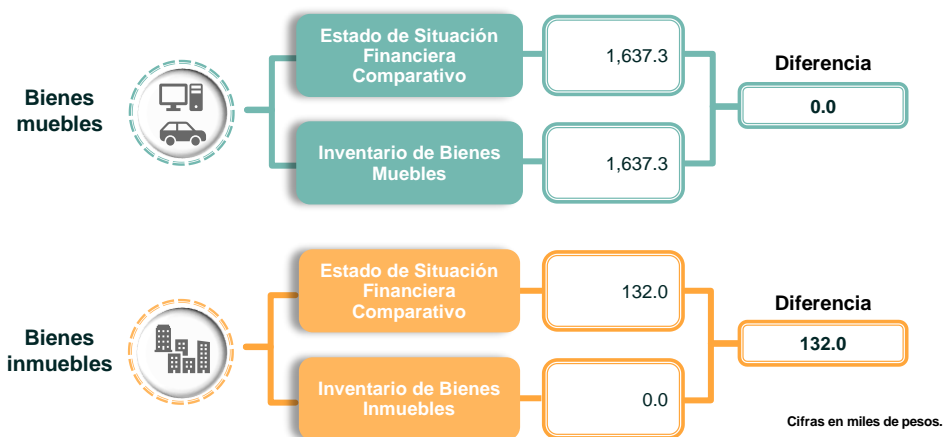 Bienes
muebles
Estado de Situación
Financiera
Comparativo
1,637.3
Inventario de Bienes
Muebles
1,637.3
Diferencia
0.0
Bienes
inmuebles
Estado de Situación
Financiera
Comparativo
132.0
Inventario de Bienes
Inmuebles
0.0
Diferencia
132.0
Cifras en miles de pesos.